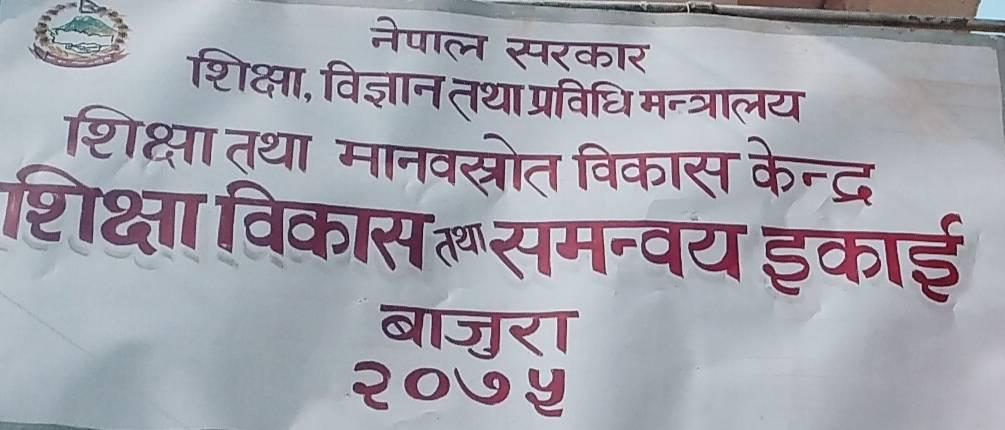 नेपाल सरकार
शिक्षा, विज्ञान तथा प्रविधि मन्त्रालय
शिक्षा तथा मानवस्रोत विकास केन्द्र
शिक्षा विकास तथा समन्वय इकाई
बाजुरा
२०७५